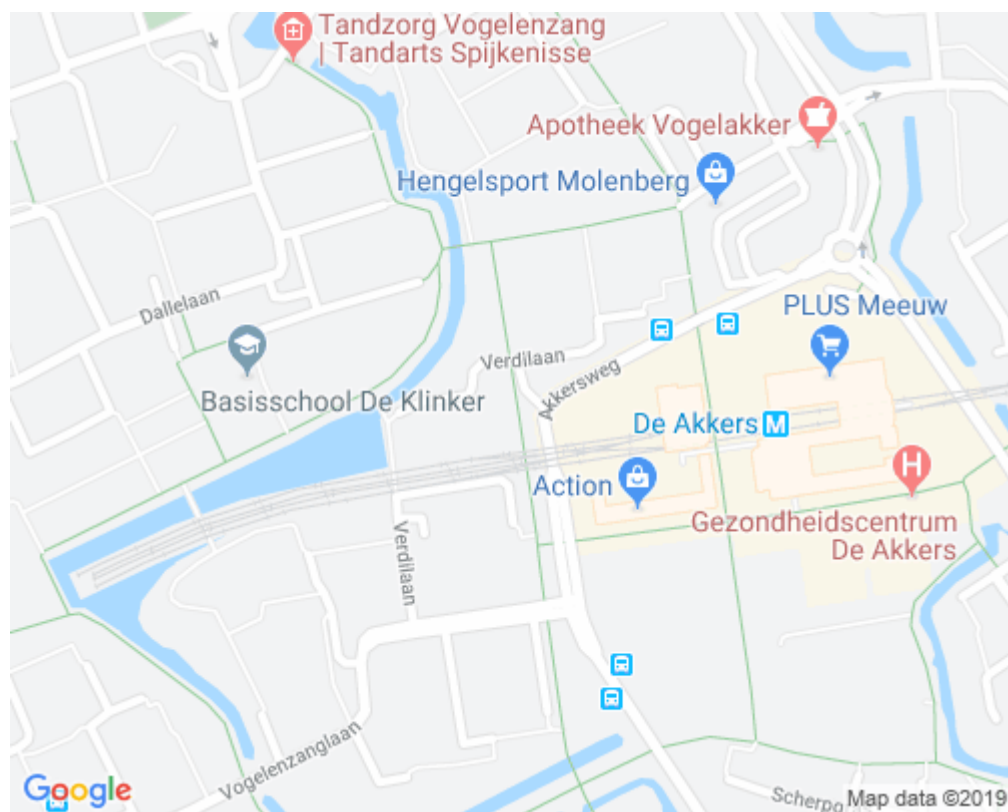 Tandzorg Vogelenzang
| Tandarts Spijkenisse
Apotheek Vogelakker
Hengelsport Molenberg
Dallelaan
PLUS Meeuw
Verdilaan
Akkersweg
Basisschool De Klinker
De Akkers M
Action
H
Gezondheidscentrum
De Akkers
Verdilaan
Vogelenzanglaan
Google
Map data ©2019